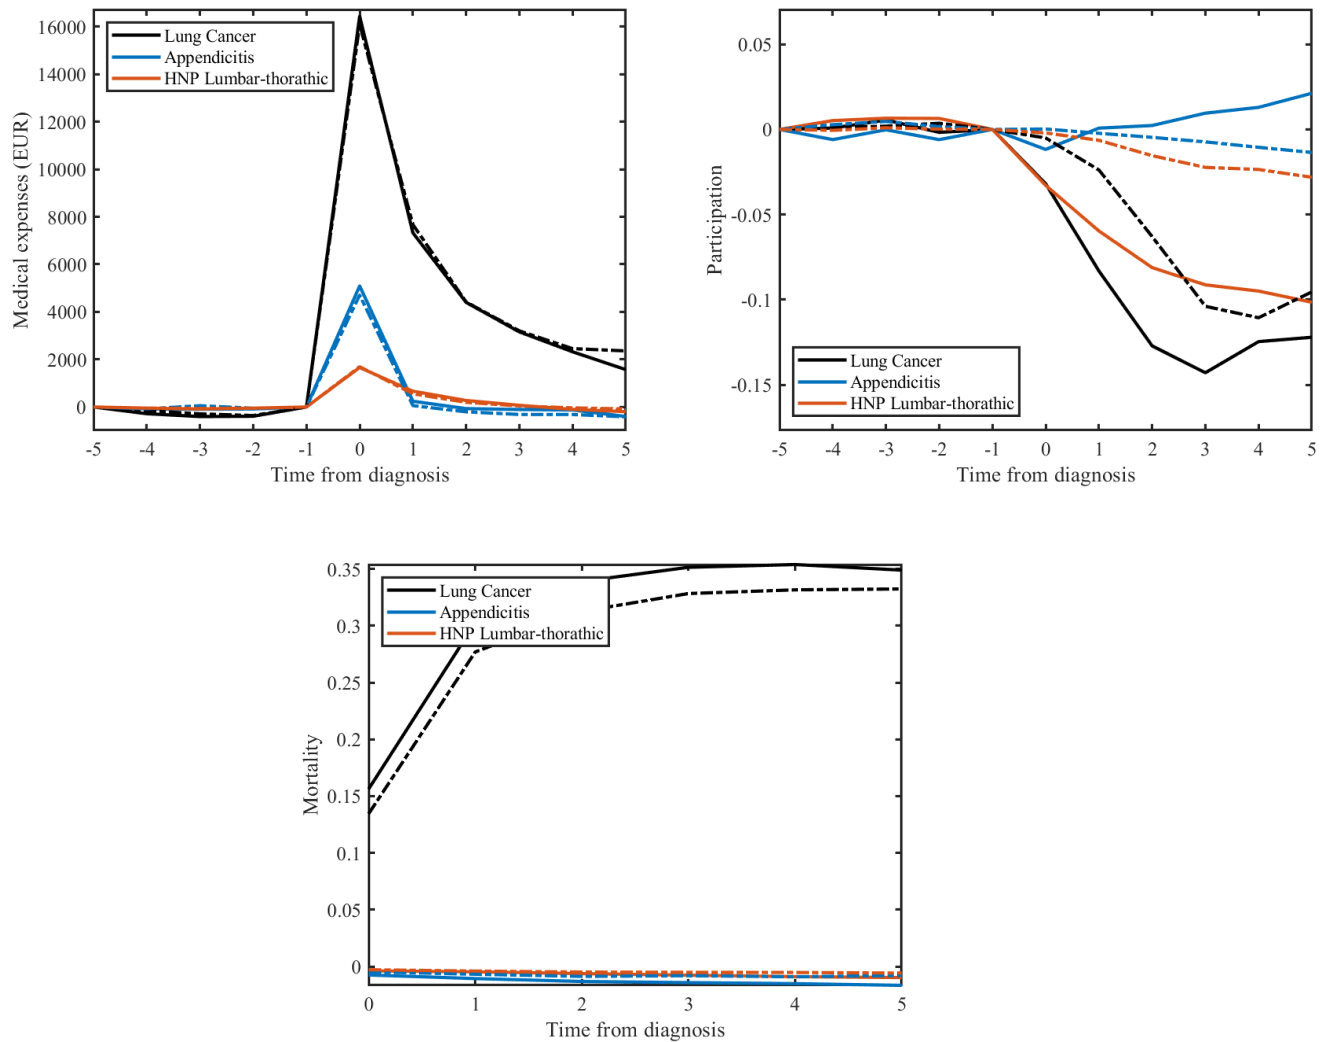 Medical expenses (EUR)
16000
14000
12000
10000
8000
6000
4000
2000
0
Lung Cancer
Appendicitis
HNP Lumbar-thorathic
-5 -4 -3 -2 -1 0 1 2 3 4 5
Time from diagnosis
Participation
0.05
0
-0.05
-0.1
-0.15
Lung Cancer
Appendicitis
HNP Lumbar-thorathic
-5 -4 -3 -2 -1 0 1 2 3 4 5
Time from diagnosis
Mortality
0.35
0.3
0.25
0.2
0.15
0.1
0.05
0
Lung Cancer
Appendicitis
HNP Lumbar-thorathic
0 1 2 3 4 5
Time from diagnosis